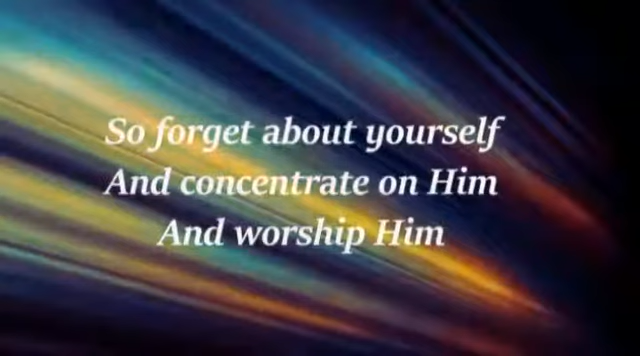 So forget about yourself
And concentrate on Him
And worship Him